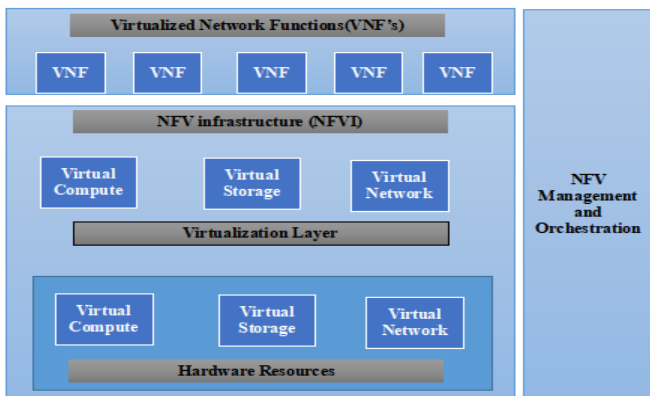 Virtualized Network Functions(VNF's)
VNF VNF VNF VNF VNF
NFV infrastructure (NFVI)
Virtual Compute
Virtual Storage
Virtual Network
Virtualization Layer
Virtual Compute
Virtual Storage
Virtual Network
Hardware Resources
NFV
Management
and
Orchestration